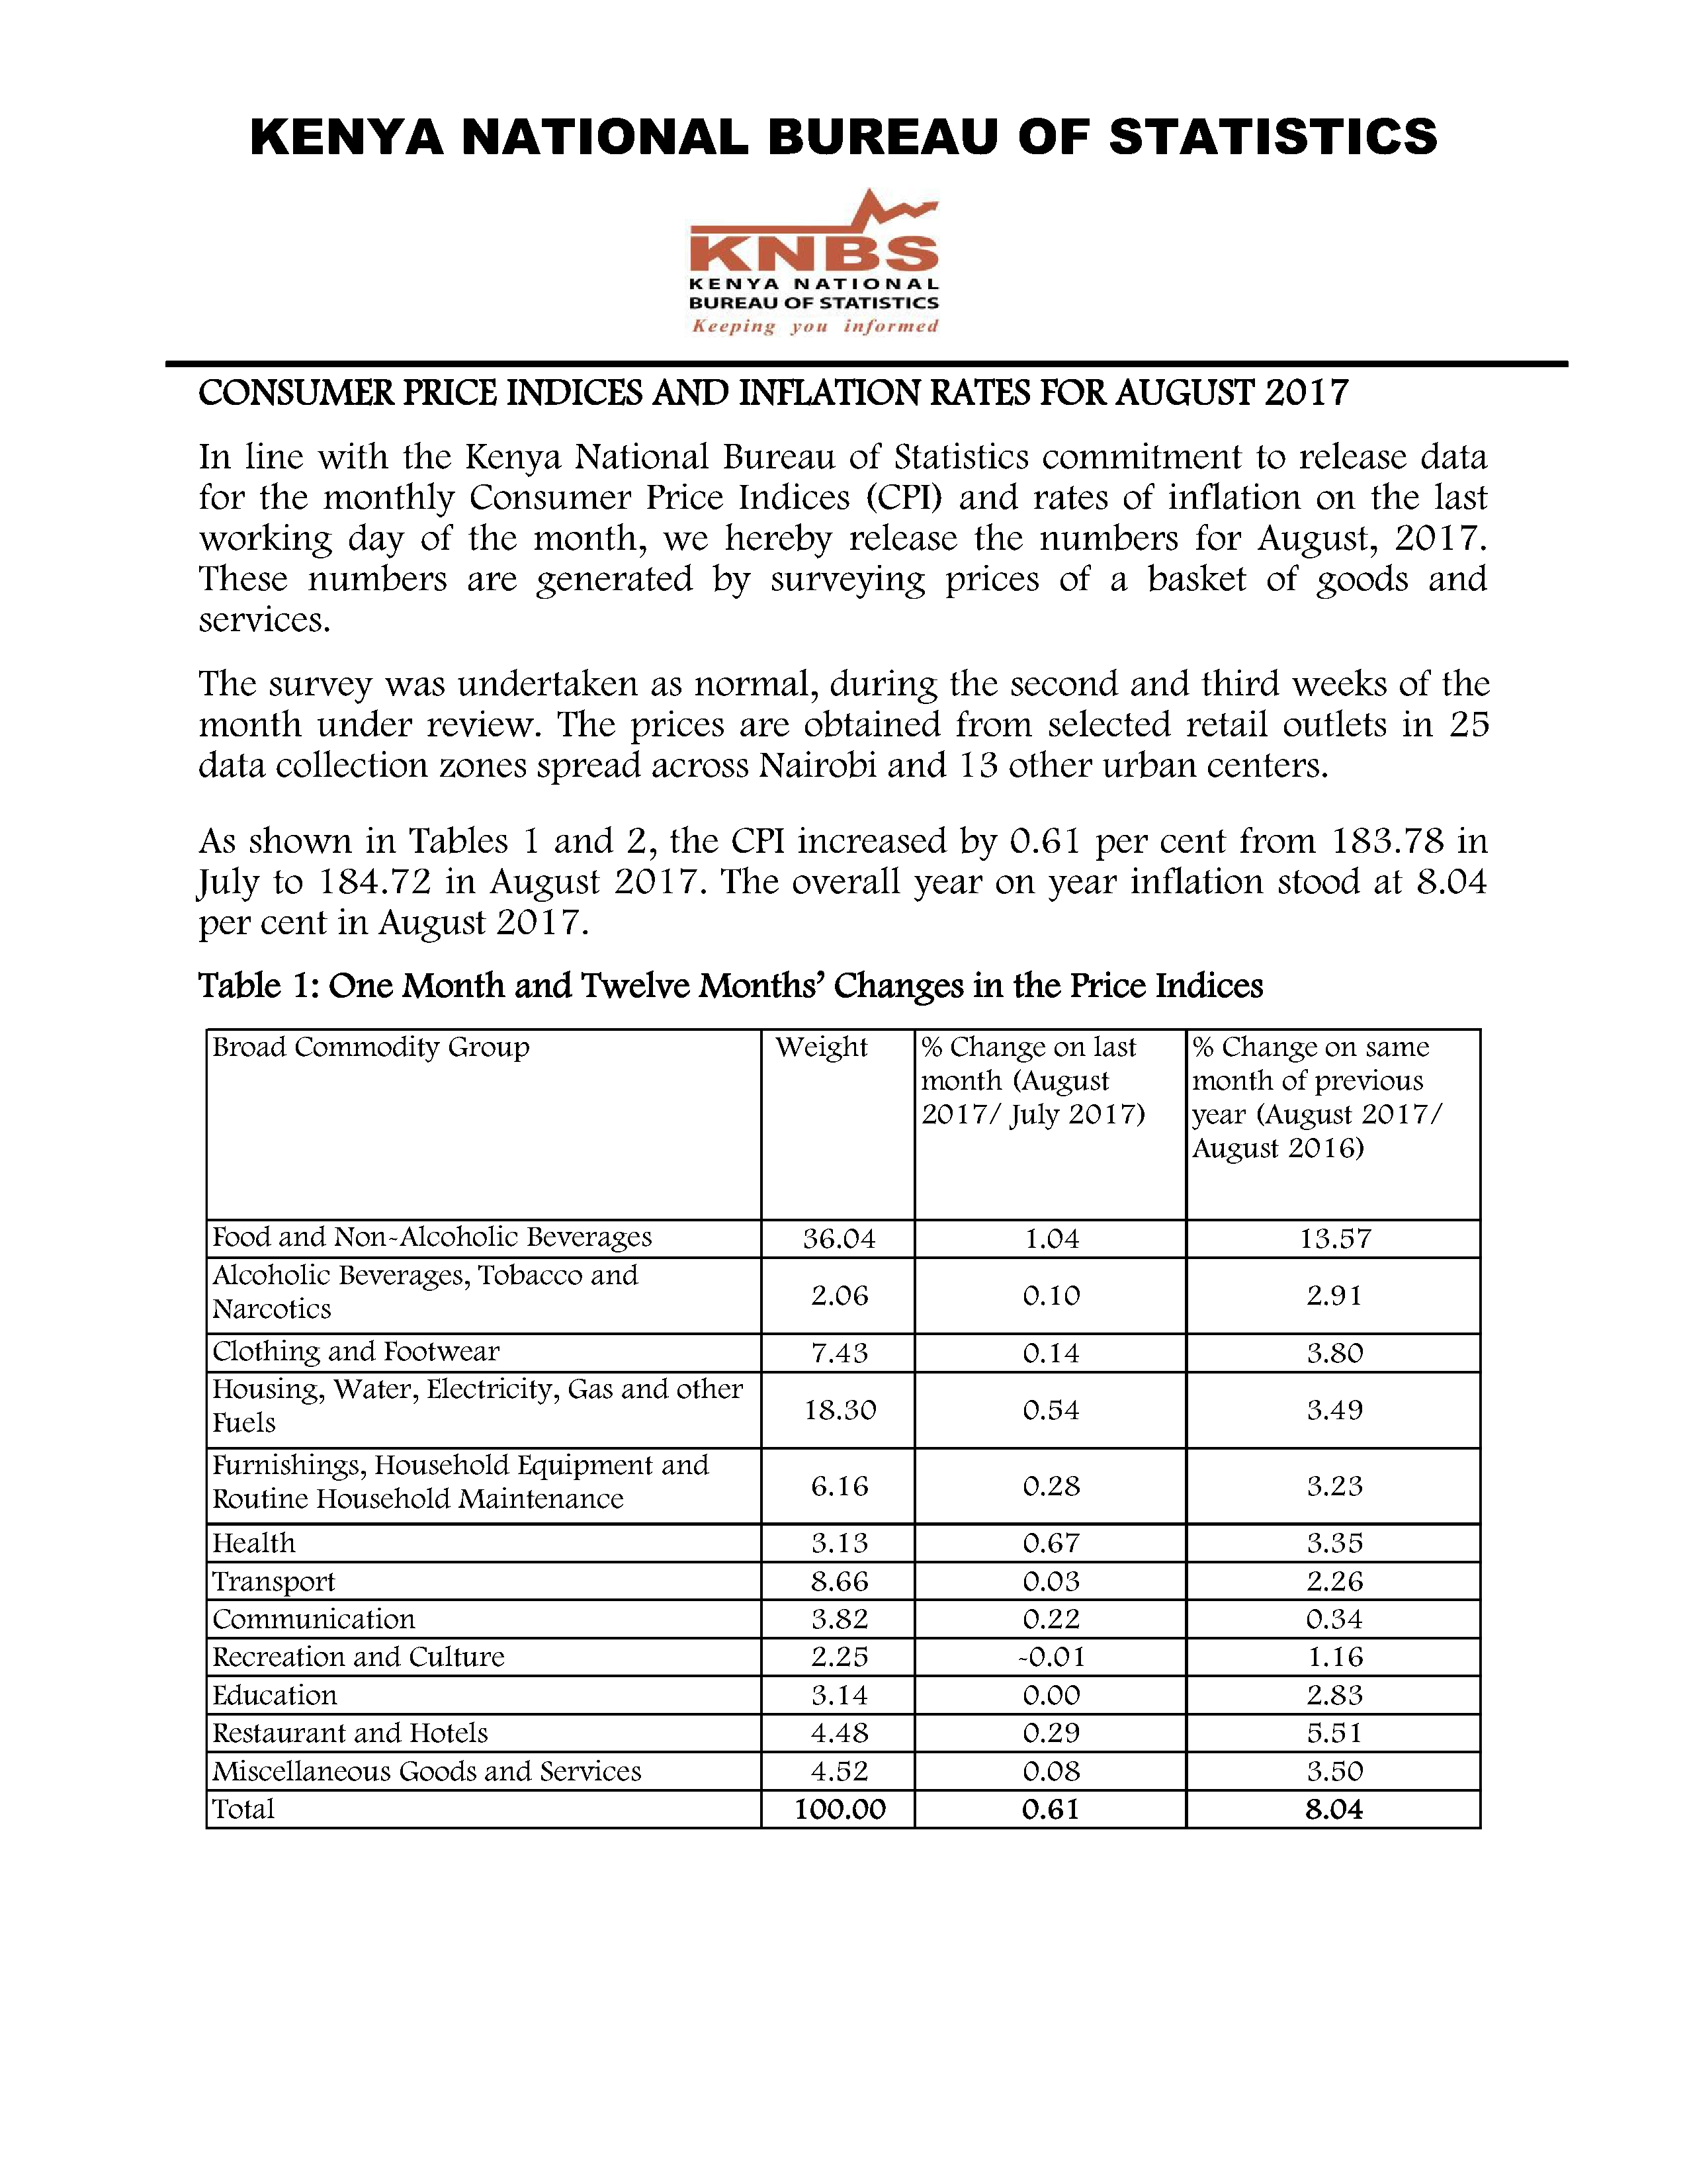 KENYA NATIONAL BUREAU OF STATISTICS
KNBS
KENYA NATIONAL
BUREAU OF STATISTICS
Keeping you informed
CONSUMER PRICE INDICES AND INFLATION RATES FOR AUGUST 2017
In line with the Kenya National Bureau of Statistics commitment to release data
for the monthly Consumer Price Indices (CPI) and rates of inflation on the last
working day of the month, we hereby release the numbers for August, 2017.
These numbers are generated by surveying prices of a basket of goods and
services.
The survey was undertaken as normal, during the second and third weeks of the
month under review. The prices are obtained from selected retail outlets in 25
data collection zones spread across Nairobi and 13 other urban centers.
As shown in Tables 1 and 2, the CPI increased by 0.61 per cent from 183.78 in
July to 184.72 in August 2017. The overall year on year inflation stood at 8.04
per cent in August 2017.
Table 1: One Month and Twelve Months’ Changes in the Price Indices
Broad Commodity Group Weight % Change on last % Change on same
month (August month of previous
2017/ July 2017) year (August 2017/
August 2016)
Food and Non-Alcoholic Beverages 36.04 1.04 13.57
Alcoholic Beverages, Tobacco and
Narcotics 2.06 0.10 2.91
Clothing and Footwear 7.43 0.14 3.80
Housing, Water, Electricity, Gas and other
Fuels 18.30 0.54 3.49
Furnishings, Household Equipment and
Routine Household Maintenance 6.16 0.28 3.23
Health 3.13 0.67 3.35
Transport 8.66 0.03 2.26
Communication 3.82 0.22 0.34
Recreation and Culture 2.25 -0.01 1.16
Education 3.14 0.00 2.83
Restaurant and Hotels 4.48 0.29 5.51
Miscellaneous Goods and Services 4.52 0.08 3.50
Total 100.00 0.61 8.04